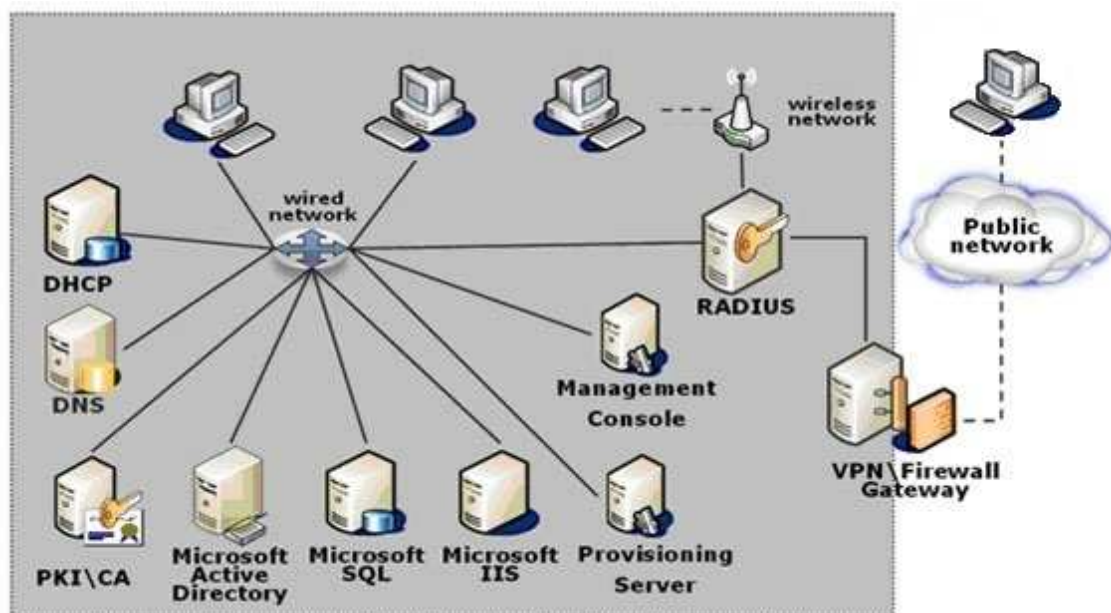 wireless
network
wired
network
Public
network
DHCP
RADIUS
DNS
Management
Console
VPN\Firewall
Gateway
PKI\CA
Microsoft
Active
Directory
Microsoft
SQL
Microsoft
IIS
Provisioning
Server